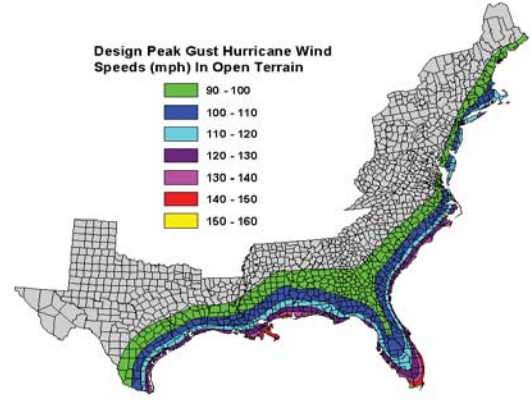 Design Peak Gust Hurricane Wind
Speeds (mph) In Open Terrain
90 - 100
100 - 110
110 - 120
120 - 130
130 - 140
140 - 150
150 - 160